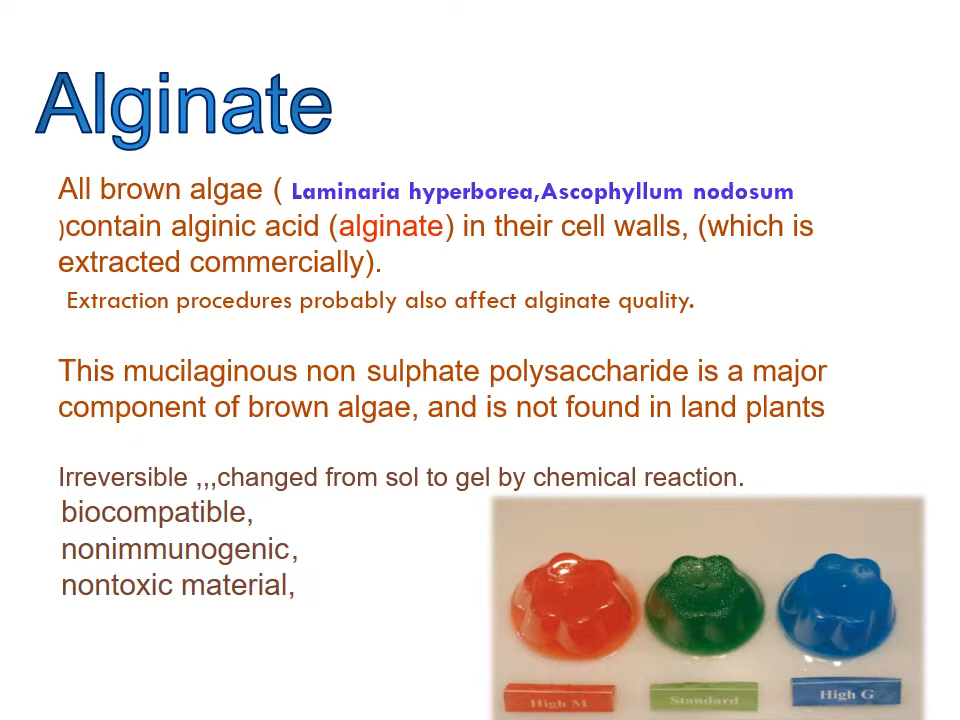 Alginate
All brown algae ( Laminaria hyperborea,Ascophyllum nodosum
)contain alginic acid (alginate) in their cell walls, (which is
extracted commercially).
Extraction procedures probably also affect alginate quality.
This mucilaginous non sulphate polysaccharide is a major
component of brown algae, and is not found in land plants
Irreversible ,,,changed from sol to gel by chemical reaction.
biocompatible,
nonimmunogenic,
nontoxic material,
High M
Standard
High G